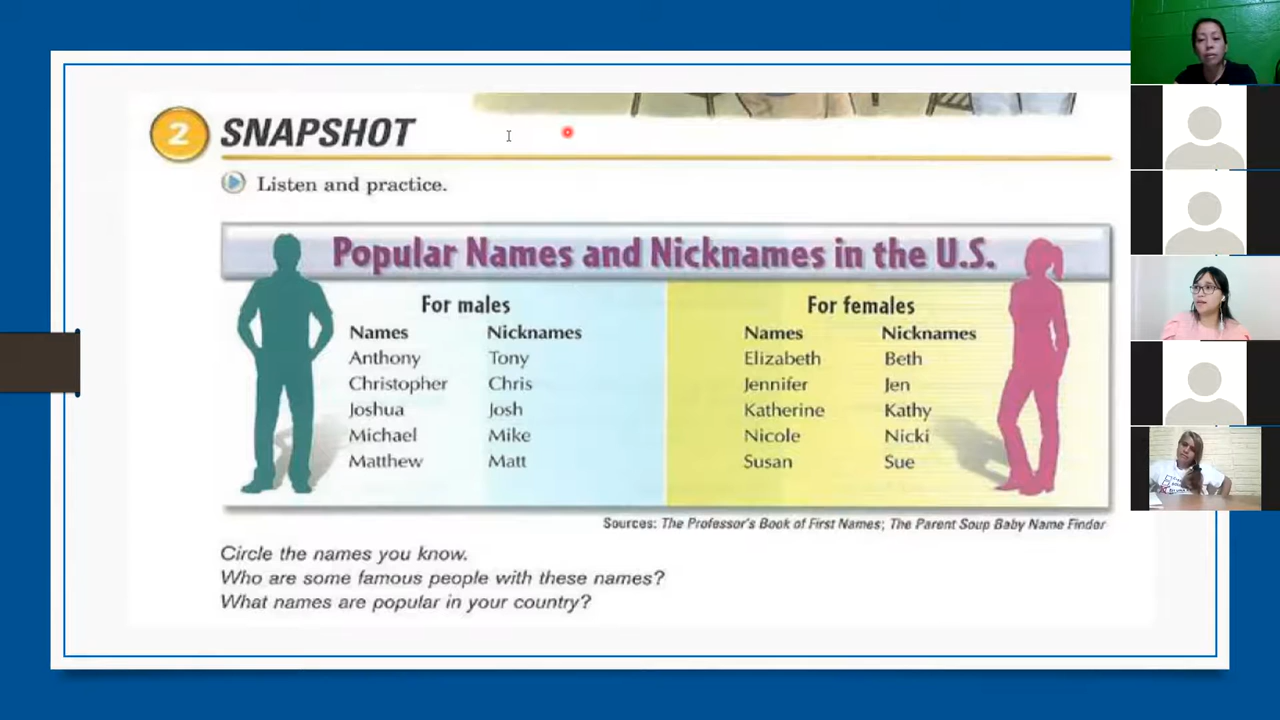 2 SNAPSHOT
Listen and practice.
Popular Names and Nicknames in the U.S.
For males
Names Nicknames
Anthony Tony
Christopher Chris
Joshua Josh
Michael Mike
Matthew Matt
For females
Names Nicknames
Elizabeth Beth
Jennifer Jen
Katherine Kathy
Nicole Nicki
Susan Sue
Sources: The Professor's Book of First Names; The Parent Soup Baby Name Finder
Circle the names you know.
Who are some famous people with these names?
What names are popular in your country?